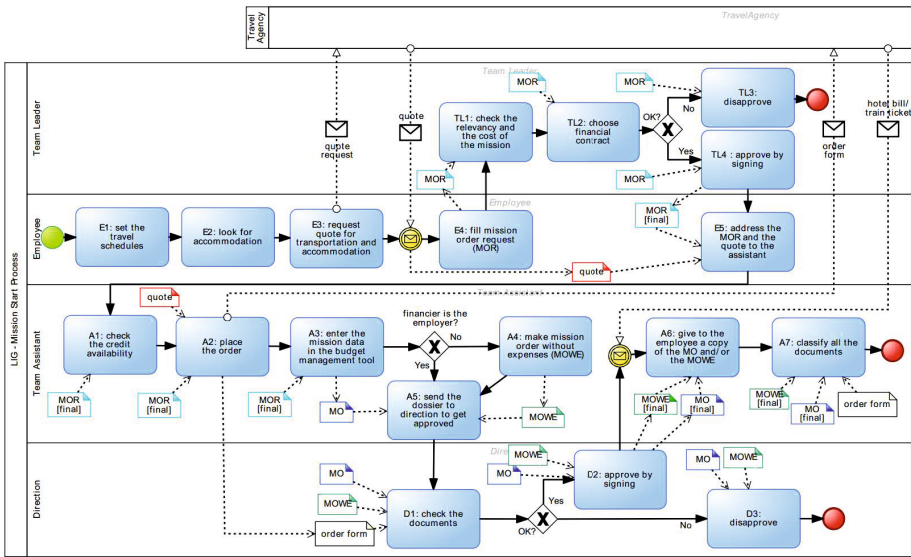 Travel
Agency
TravelAgency
LIG - Mission Start Process
Team Leader
Team Leader
quote
request
quote
MOR
MOR
TL1: check the
relevancy and
the cost of
the mission
MOR
TL2: choose
financial
contract
OK?
No
Yes
MOR
TL3:
disapprove
MOR
TL4 : approve by
signing
order
form
hotel bill/
train ticket
Employee
Employee
E1: set the
travel
schedules
E2: look for
accommodation
E3: request
quote for
transportation and
accommodation
E4: fill mission
order request
(MOR)
quote
MOR
[final]
E5: address the
MOR and the
quote to the
assistant
Team Assistant
Team Assistant
A1: check
the credit
availability
MOR
[final]
quote
A2: place
the order
MOR
[final]
A3: enter the
mission data
in the budget
management tool
MOR
[final]
MO
financier is the
employer?
No
Yes
A4: make mission
order without
expenses (MOWE)
MOWE
A5: send the
dossier to
direction to get
approved
A6: give to the
employee a copy
of the MO and/or
the MOWE
MOWE
[final]
MO
[final]
A7: classify all the
documents
MOWE
[final]
MO
[final]
order form
Direction
MO
MOWE
order form
D1: check the
documents
OK?
Yes
No
MOWE
MO
D2: approve by
signing
MO
MOWE
D3:
disapprove